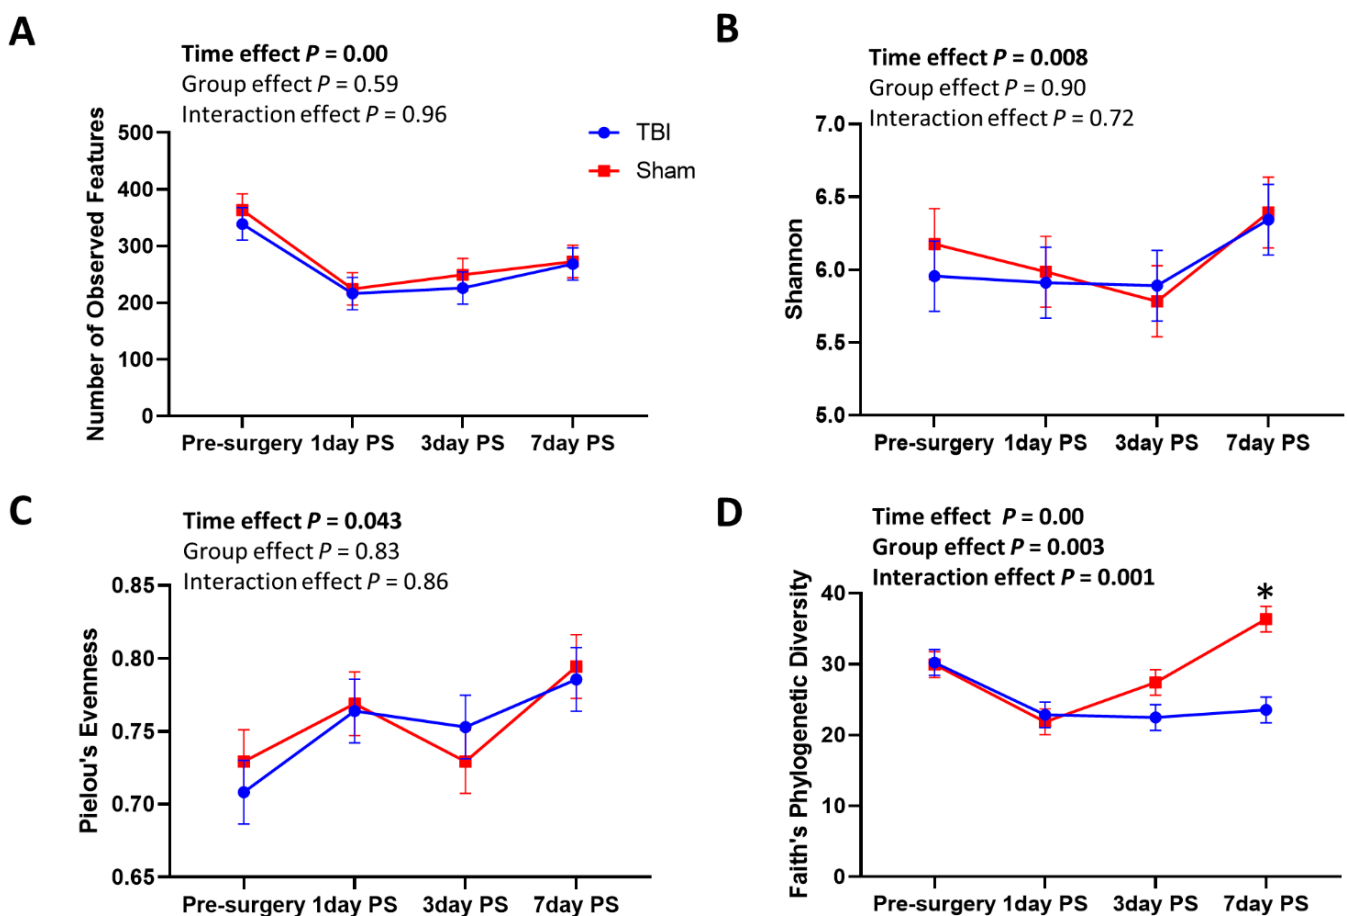 A
Time effect P = 0.00
Group effect P = 0.59
Interaction effect P = 0.96
TBI
Sham
Number of Observed Features
500
400
300
200
100
0
Pre-surgery 1day PS 3day PS 7day PS
B
Time effect P = 0.008
Group effect P = 0.90
Interaction effect P = 0.72
Shannon
7.0
6.5
6.0
5.5
5.0
Pre-surgery 1day PS 3day PS 7day PS
C
Time effect P = 0.043
Group effect P = 0.83
Interaction effect P = 0.86
Pielou's Evenness
0.85
0.80
0.75
0.70
0.65
Pre-surgery 1day PS 3day PS 7day PS
D
Time effect P = 0.00
Group effect P = 0.003
Interaction effect P = 0.001
Faith's Phylogenetic Diversity
40
30
20
10
0
*
Pre-surgery 1day PS 3day PS 7day PS